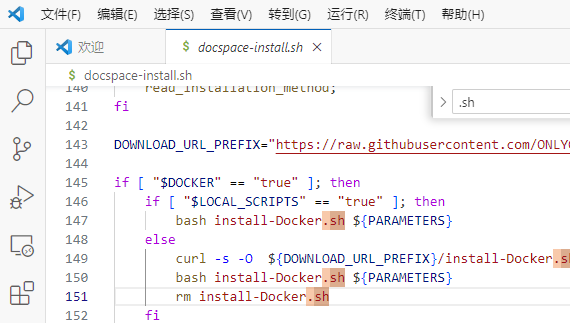 文件(F) 编辑(E) 选择(S) 查看(V) 转到(G) 运行(R) 终端(T) 帮助(H)
欢迎 $ docspace-install.sh ×
$ docspace-install.sh
.sh
140 read_installation_method;
141 fi
142
143 DOWNLOAD_URL_PREFIX="https://raw.githubusercontent.com/ONLYO
144
145 if [ "$DOCKER" == "true" ]; then
146 if [ "$LOCAL_SCRIPTS" == "true" ]; then
147 bash install-Docker.sh ${PARAMETERS}
148 else
149 curl -s -O ${DOWNLOAD_URL_PREFIX}/install-Docker.sh
150 bash install-Docker.sh ${PARAMETERS}
151 rm install-Docker.sh
152 fi